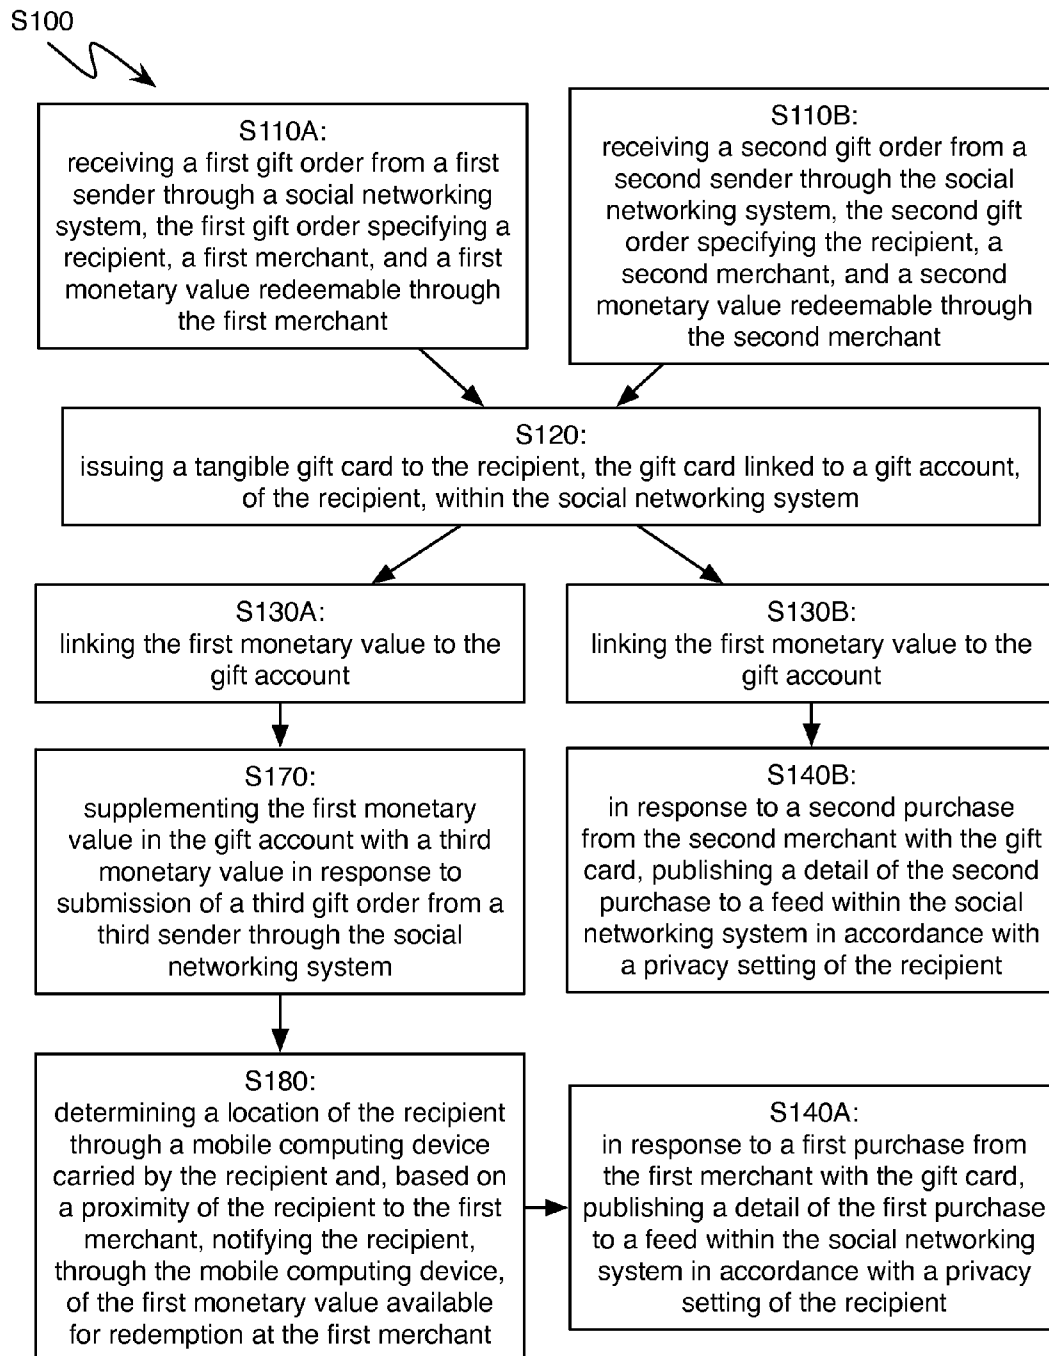 S100
S110A:
receiving a first gift order from a first
sender through a social networking
system, the first gift order specifying a
recipient, a first merchant, and a first
monetary value redeemable through
the first merchant
S110B:
receiving a second gift order from a
second sender through the social
networking system, the second gift
order specifying the recipient, a
second merchant, and a second
monetary value redeemable through
the second merchant
S120:
issuing a tangible gift card to the recipient, the gift card linked to a gift account,
of the recipient, within the social networking system
S130A:
linking the first monetary value to the
gift account
S130B:
linking the first monetary value to the
gift account
S170:
supplementing the first monetary
value in the gift account with a third
monetary value in response to
submission of a third gift order from a
third sender through the social
networking system
S140B:
in response to a second purchase
from the second merchant with the gift
card, publishing a detail of the second
purchase to a feed within the social
networking system in accordance with
a privacy setting of the recipient
S180:
determining a location of the recipient
through a mobile computing device
carried by the recipient and, based on
a proximity of the recipient to the first
merchant, notifying the recipient,
through the mobile computing device,
of the first monetary value available
for redemption at the first merchant
S140A:
in response to a first purchase from
the first merchant with the gift card,
publishing a detail of the first purchase
to a feed within the social networking
system in accordance with a privacy
setting of the recipient